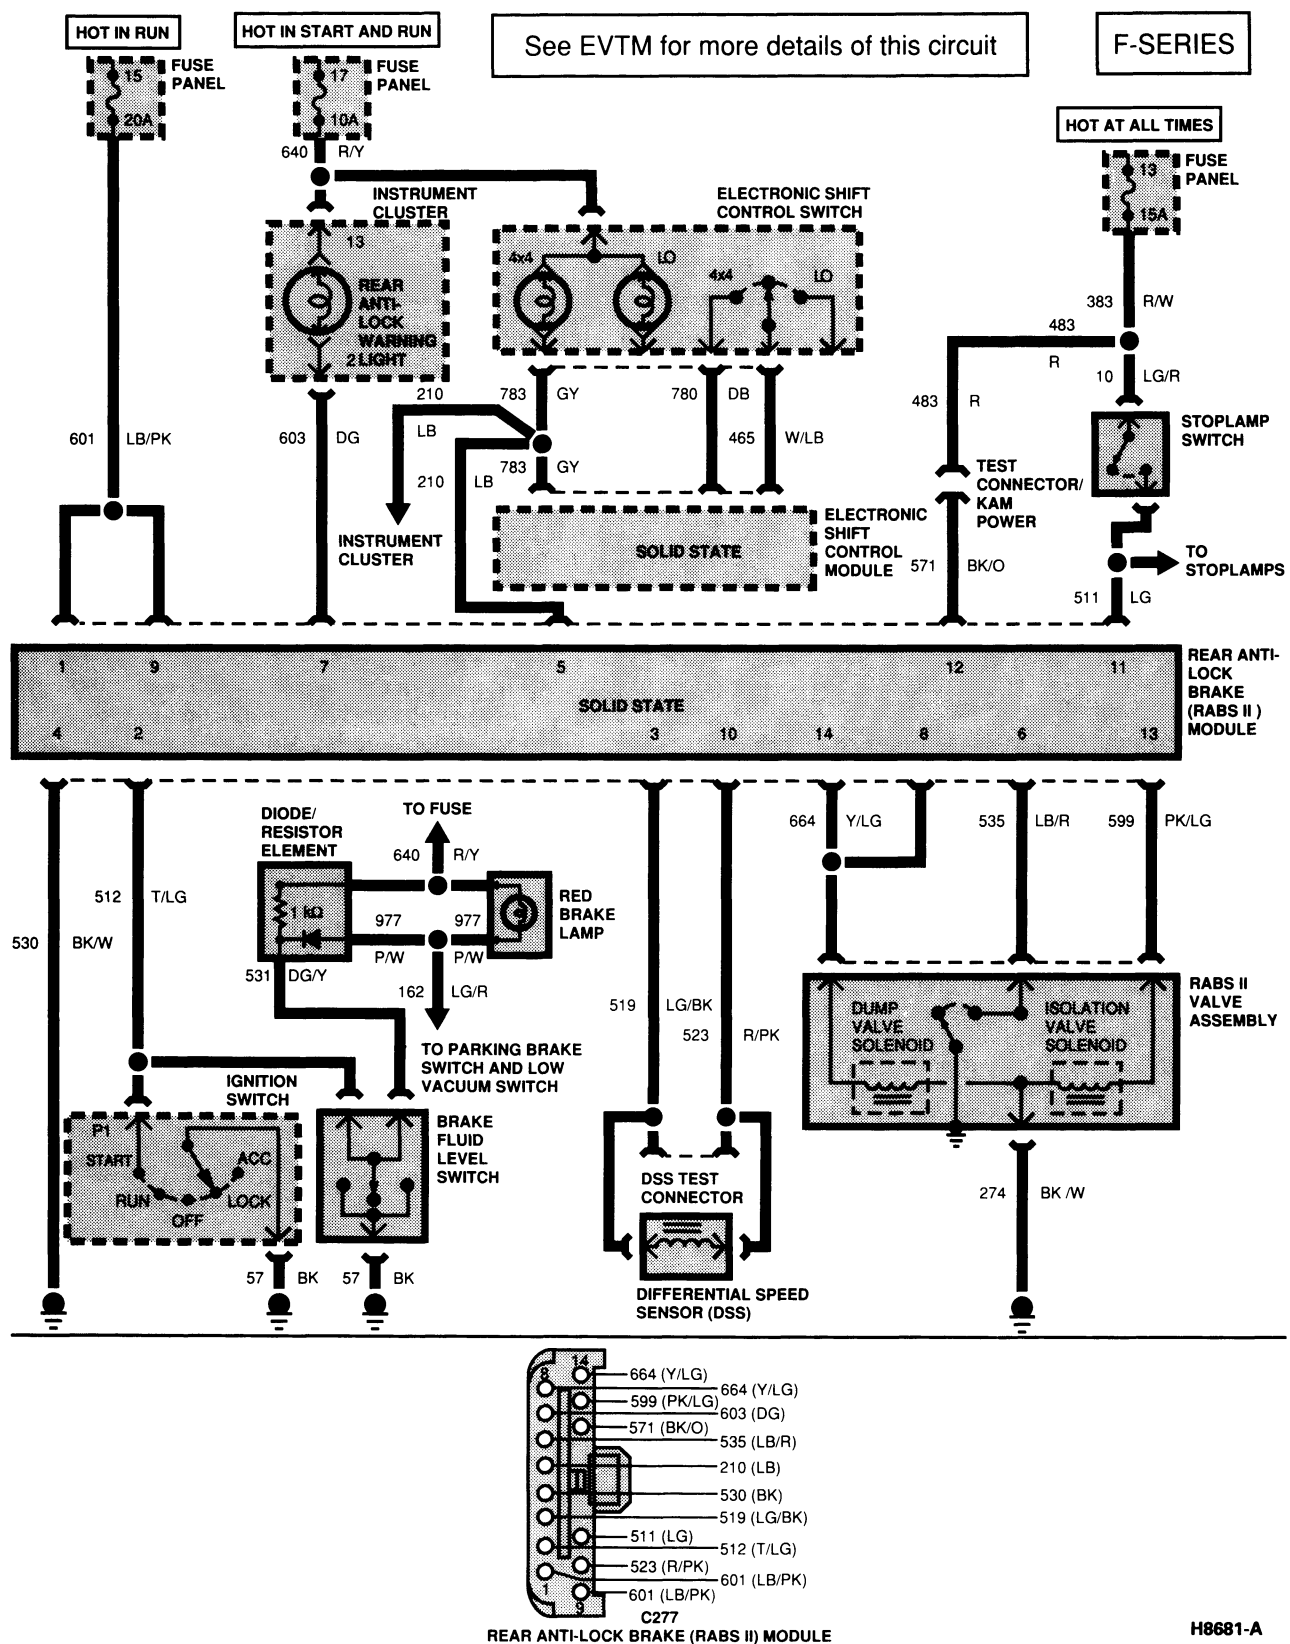 HOT IN RUN
HOT IN START AND RUN
See EVTM for more details of this circuit
F-SERIES
15
20A
FUSE
PANEL
17
10A
FUSE
PANEL
HOT AT ALL TIMES
13
15A
FUSE
PANEL
640 R/Y
INSTRUMENT
CLUSTER
ELECTRONIC SHIFT
CONTROL SWITCH
13
REAR
ANTI-
LOCK
WARNING
2 LIGHT
4x4 LO
4x4 LO
383 R/W
483
R
10 LG/R
483 R
STOPLAMP
SWITCH
601 LB/PK
603 DG
210
LB
783 GY
780 DB
465 W/LB
783 GY
210 LB
TEST
CONNECTOR/
KAM
POWER
INSTRUMENT
CLUSTER
SOLID STATE
ELECTRONIC
SHIFT
CONTROL
MODULE
571 BK/O
TO
STOPLAMPS
511 LG
1 9 7 5 12 11
SOLID STATE
4 2 3 10 14 8 6 13
REAR ANTI-
LOCK
BRAKE
(RABS II )
MODULE
DIODE/
RESISTOR
ELEMENT
TO FUSE
640 R/Y
664 Y/LG
535 LB/R
599 PK/LG
512 T/LG
1 kΩ
977 977
P/W P/W
RED
BRAKE
LAMP
530 BK/W
531 DG/Y
162 LG/R
519 LG/BK
523 R/PK
RABS II
VALVE
ASSEMBLY
DUMP
VALVE
SOLENOID
ISOLATION
VALVE
SOLENOID
TO PARKING BRAKE
SWITCH AND LOW
VACUUM SWITCH
IGNITION
SWITCH
P1
START
RUN
OFF
LOCK
ACC
BRAKE
FLUID
LEVEL
SWITCH
DSS TEST
CONNECTOR
274 BK /W
57 BK
57 BK
DIFFERENTIAL SPEED
SENSOR (DSS)
14
8
664 (Y/LG)
664 (Y/LG)
599 (PK/LG)
603 (DG)
571 (BK/O)
535 (LB/R)
210 (LB)
530 (BK)
519 (LG/BK)
511 (LG)
512 (T/LG)
523 (R/PK)
601 (LB/PK)
1
601 (LB/PK)
9
C277
REAR ANTI-LOCK BRAKE (RABS II) MODULE
H8681-A